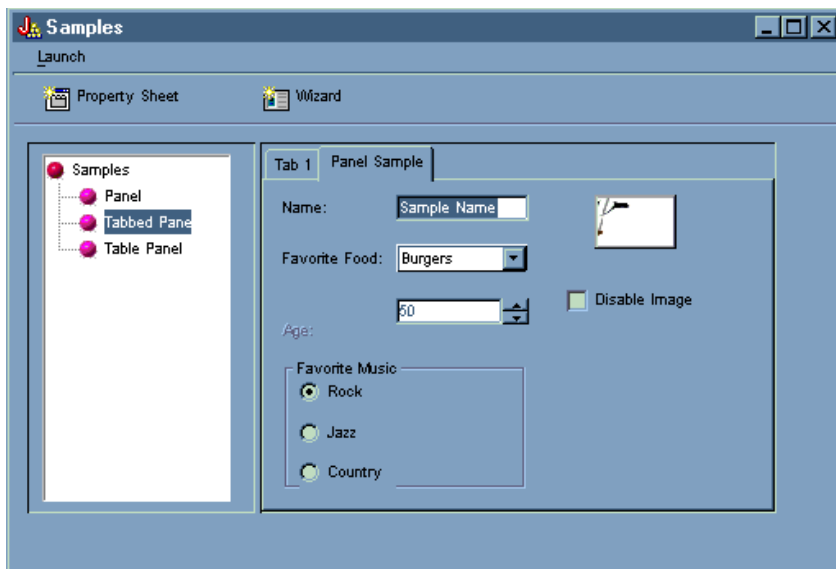 Samples
Launch
Property Sheet
Wizard
Samples
Panel
Tabbed Pane
Table Panel
Tab 1
Panel Sample
Name:
Sample Name
Favorite Food:
Burgers
Age:
50
Disable Image
Favorite Music
Rock
Jazz
Country